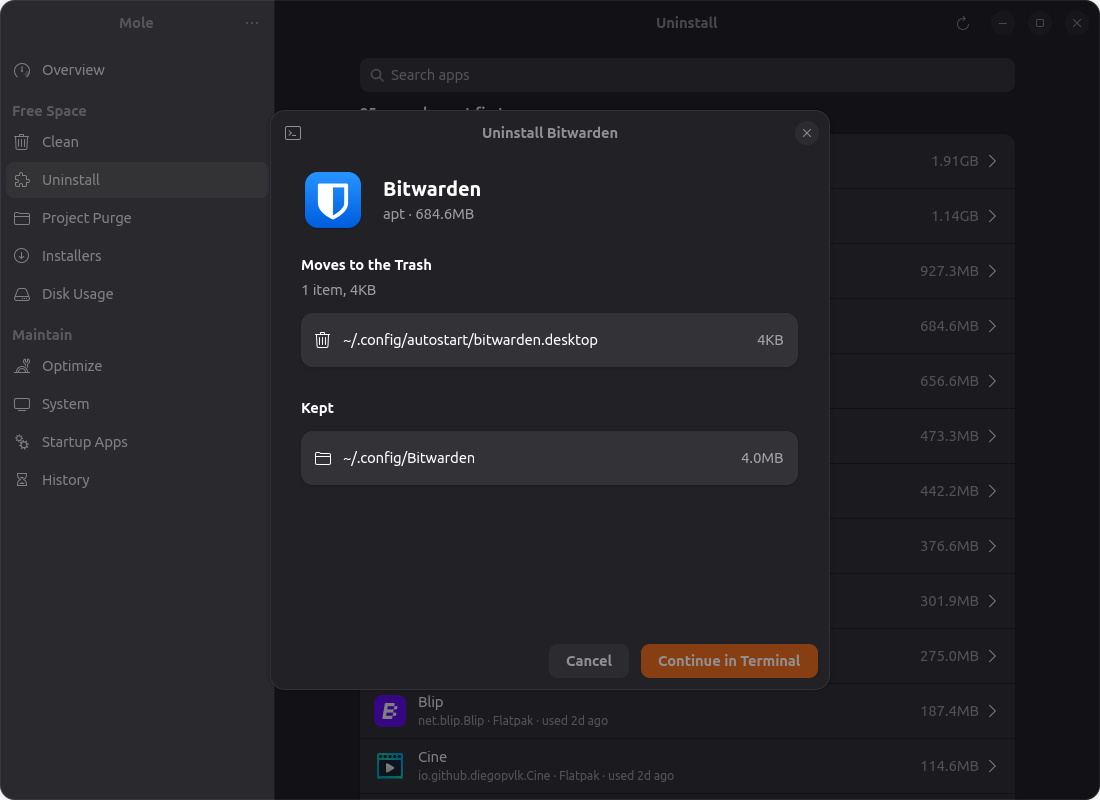 Mole
Uninstall
Overview
Search apps
Free Space
Clean
Uninstall
Project Purge
Installers
Disk Usage
Maintain
Optimize
System
Startup Apps
History
Uninstall Bitwarden
Bitwarden
apt · 684.6MB
Moves to the Trash
1 item, 4KB
~/.config/autostart/bitwarden.desktop 4KB
Kept
~/.config/Bitwarden 4.0MB
Cancel Continue in Terminal
1.91GB
1.14GB
927.3MB
684.6MB
656.6MB
473.3MB
442.2MB
376.6MB
301.9MB
275.0MB
Blip
net.blip.Blip · Flatpak · used 2d ago
187.4MB
Cine
io.github.diegopvlk.Cine · Flatpak · used 2d ago
114.6MB